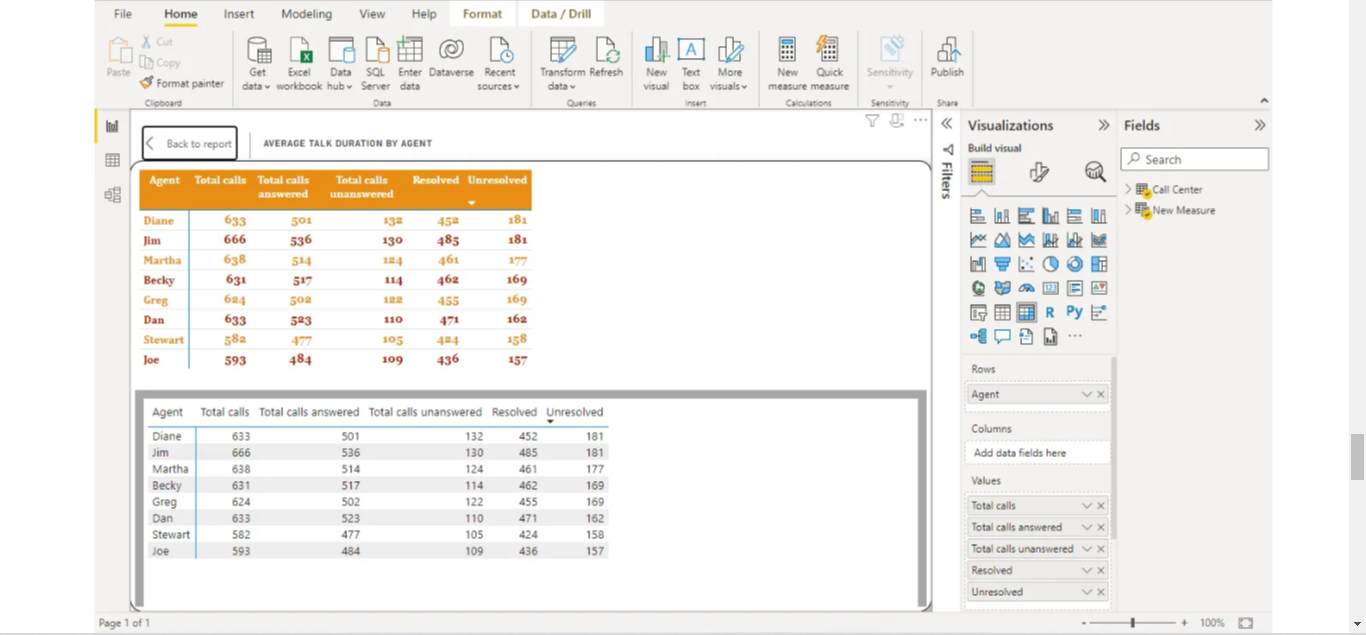 File Home Insert Modeling View Help Format Data / Drill
Paste
Cut
Copy
Format painter
Clipboard
Get data
Excel workbook
Data hub
SQL Server
Enter data
Dataverse
Recent sources
Data
Transform data
Refresh
Queries
New visual
Text box
More visuals
Insert
New measure
Quick measure
Calculations
Sensitivity
Sensitivity
Publish
Share
Back to report
AVERAGE TALK DURATION BY AGENT
Agent Total calls Total calls answered Total calls unanswered Resolved Unresolved
Diane 633 501 132 452 181
Jim 666 536 130 485 181
Martha 638 514 124 461 177
Becky 631 517 114 462 169
Greg 624 502 122 455 169
Dan 633 523 110 471 162
Stewart 582 477 105 424 158
Joe 593 484 109 436 157
Agent Total calls Total calls answered Total calls unanswered Resolved Unresolved
Diane 633 501 132 452 181
Jim 666 536 130 485 181
Martha 638 514 124 461 177
Becky 631 517 114 462 169
Greg 624 502 122 455 169
Dan 633 523 110 471 162
Stewart 582 477 105 424 158
Joe 593 484 109 436 157
Filters
Visualizations
Build visual
123
R
Py
Rows
Agent
Columns
Add data fields here
Values
Total calls
Total calls answered
Total calls unanswered
Resolved
Unresolved
Fields
Search
Call Center
New Measure
Page 1 of 1
- + 100%